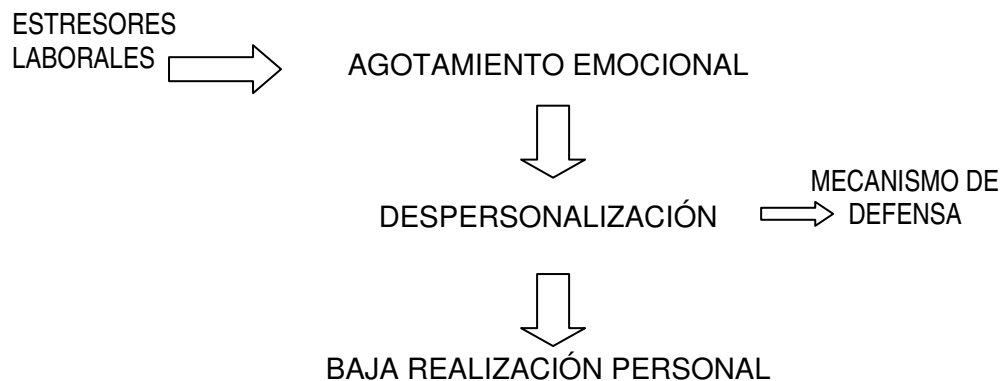 ESTRESORES
LABORALES
AGOTAMIENTO EMOCIONAL
DESPERSONALIZACIÓN
MECANISMO DE
DEFENSA
BAJA REALIZACIÓN PERSONAL